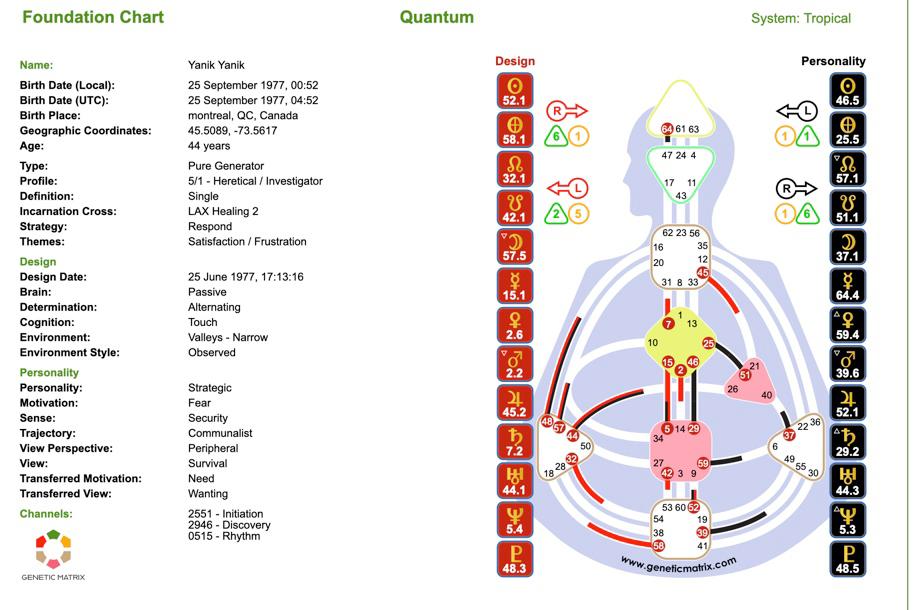 Foundation Chart
Quantum
System: Tropical
Name: Yanik Yanik
Birth Date (Local): 25 September 1977, 00:52
Birth Date (UTC): 25 September 1977, 04:52
Birth Place: montreal, QC, Canada
Geographic Coordinates: 45.5089, -73.5617
Age: 44 years
Type: Pure Generator
Profile: 5/1 - Heretical / Investigator
Definition: Single
Incarnation Cross: LAX Healing 2
Strategy: Respond
Themes: Satisfaction / Frustration
Design
Design Date: 25 June 1977, 17:13:16
Brain: Passive
Determination: Alternating
Cognition: Touch
Environment: Valleys - Narrow
Environment Style: Observed
Personality
Personality: Strategic
Motivation: Fear
Sense: Security
Trajectory: Communalist
View Perspective: Peripheral
View: Survival
Transferred Motivation: Need
Transferred View: Wanting
Channels: 2551 - Initiation
2946 - Discovery
0515 - Rhythm
GENETIC MATRIX
Design
52.1
58.1
32.1
42.1
57.5
15.1
2.6
2.2
45.2
7.2
44.1
5.4
48.3
R
6 1
L
2 5
64 61 63
47 24 4
17 11
43
62 23 56
16 35
20 12
45
31 8 33
1
7 13
10 25
15 46
2
21
51
26 40
48
57
44
50
32
28
18
5 14 29
34
27 59
42 3 9
36
22
37
6
49
55
30
53 60 52
54 19
38 39
58 41
www.geneticmatrix.com
L
1 1
R
1 6
Personality
46.5
25.5
57.1
51.1
37.1
64.4
59.4
39.6
52.1
29.2
44.3
5.3
48.5